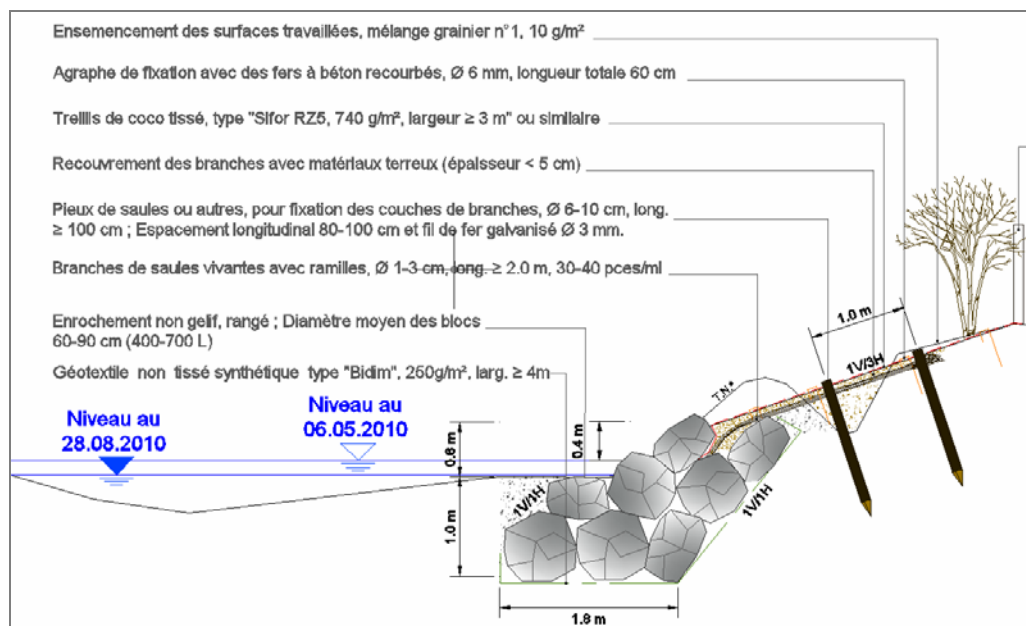 Ensemencement des surfaces travaillées, mélange grainier n°1, 10 g/m²
Agraphe de fixation avec des fers à béton recourbés, Ø 6 mm, longueur totale 60 cm
Treillis de coco tissé, type "Sifor RZ5, 740 g/m², largeur ≥ 3 m" ou similaire
Recouvrement des branches avec matériaux terreux (épaisseur < 5 cm)
Pieux de saules ou autres, pour fixation des couches de branches, Ø 6-10 cm, long.
≥ 100 cm ; Espacement longitudinal 80-100 cm et fil de fer galvanisé Ø 3 mm.
Branches de saules vivantes avec ramilles, Ø 1-3 cm, long. ≥ 2.0 m, 30-40 pces/ml
Enrochement non gelif, rangé ; Diamètre moyen des blocs
60-90 cm (400-700 L)
Géotextile non tissé synthétique type "Bidim", 250g/m², larg. ≥ 4m
Niveau au
28.08.2010
Niveau au
06.05.2010
0.6 m
0.4 m
1.0 m
1.8 m
1.0 m
1V/1H
1V/1H
1V/3H
T.N.*